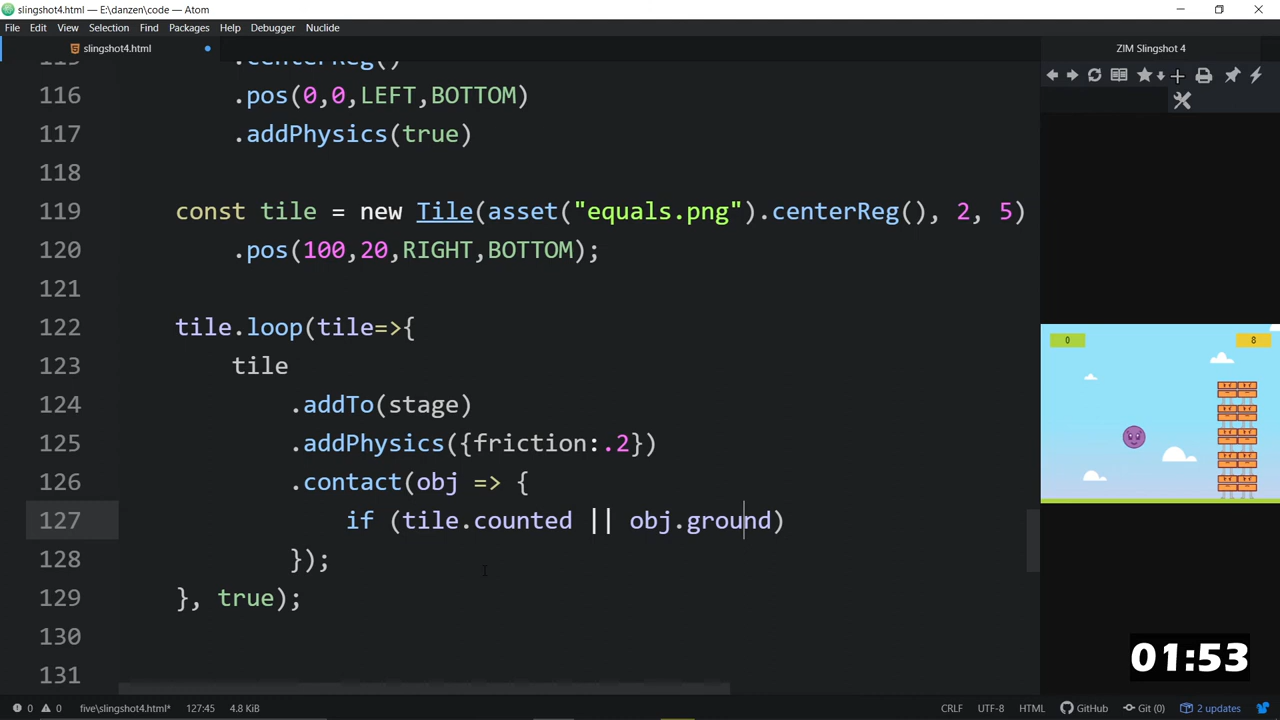 slingshot4.html — E:\danzen\code — Atom
File Edit View Selection Find Packages Help Debugger Nuclide
slingshot4.html
ZIM Slingshot 4
.centerReg()
116 .pos(0,0,LEFT,BOTTOM)
117 .addPhysics(true)
118
119 const tile = new Tile(asset("equals.png").centerReg(), 2, 5)
120 .pos(100,20,RIGHT,BOTTOM);
121
122 tile.loop(tile=>{
123 tile
124 .addTo(stage)
125 .addPhysics({friction:.2})
126 .contact(obj => {
127 if (tile.counted || obj.ground)
128 });
129 }, true);
130
131
0
8
01:53
0 0 five\slingshot4.html* 127:45 4.8 KiB
CRLF UTF-8 HTML GitHub Git (0) 2 updates